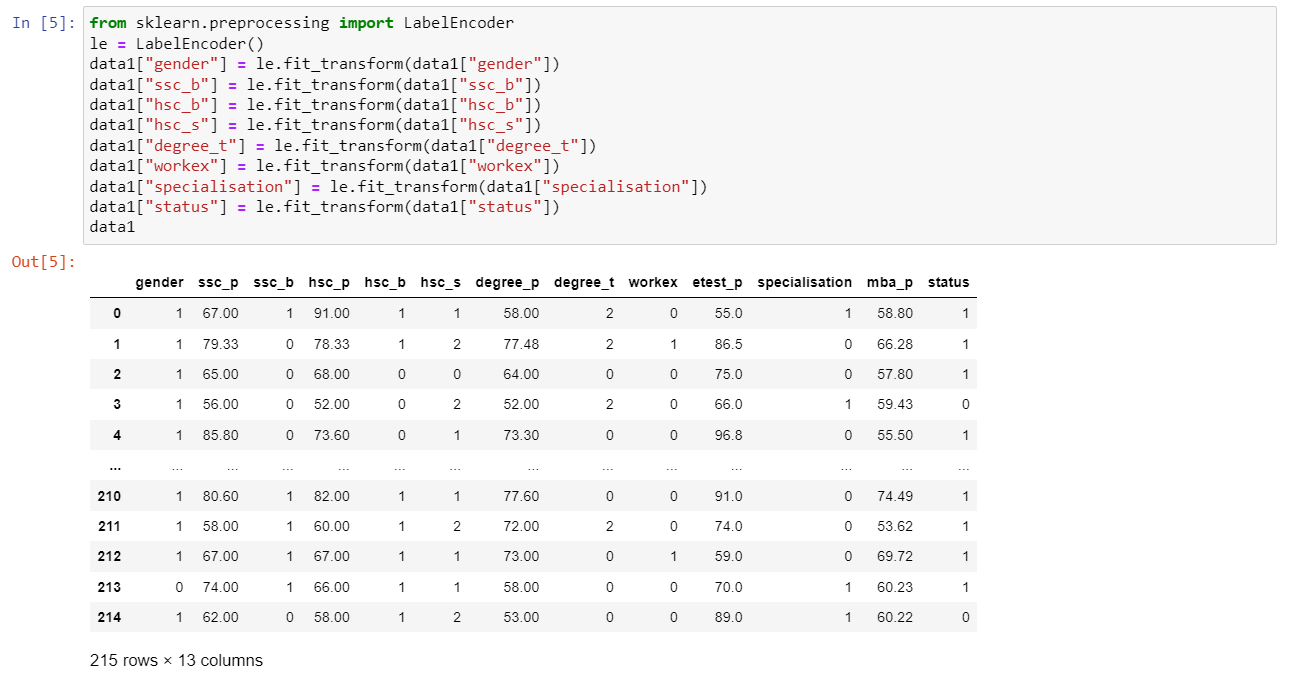 In [5]: from sklearn.preprocessing import LabelEncoder
le = LabelEncoder()
data1["gender"] = le.fit_transform(data1["gender"])
data1["ssc_b"] = le.fit_transform(data1["ssc_b"])
data1["hsc_b"] = le.fit_transform(data1["hsc_b"])
data1["hsc_s"] = le.fit_transform(data1["hsc_s"])
data1["degree_t"] = le.fit_transform(data1["degree_t"])
data1["workex"] = le.fit_transform(data1["workex"])
data1["specialisation"] = le.fit_transform(data1["specialisation"])
data1["status"] = le.fit_transform(data1["status"])
data1
Out[5]:
gender ssc_p ssc_b hsc_p hsc_b hsc_s degree_p degree_t workex etest_p specialisation mba_p status
0 1 67.00 1 91.00 1 1 58.00 2 0 55.0 1 58.80 1
1 1 79.33 0 78.33 1 2 77.48 2 1 86.5 0 66.28 1
2 1 65.00 0 68.00 0 0 64.00 0 0 75.0 0 57.80 1
3 1 56.00 0 52.00 0 2 52.00 2 0 66.0 1 59.43 0
4 1 85.80 0 73.60 0 1 73.30 0 0 96.8 0 55.50 1
... ... ... ... ... ... ... ... ... ... ... ... ... ...
210 1 80.60 1 82.00 1 1 77.60 0 0 91.0 0 74.49 1
211 1 58.00 1 60.00 1 2 72.00 2 0 74.0 0 53.62 1
212 1 67.00 1 67.00 1 1 73.00 0 1 59.0 0 69.72 1
213 0 74.00 1 66.00 1 1 58.00 0 0 70.0 1 60.23 1
214 1 62.00 0 58.00 1 2 53.00 0 0 89.0 1 60.22 0
215 rows × 13 columns